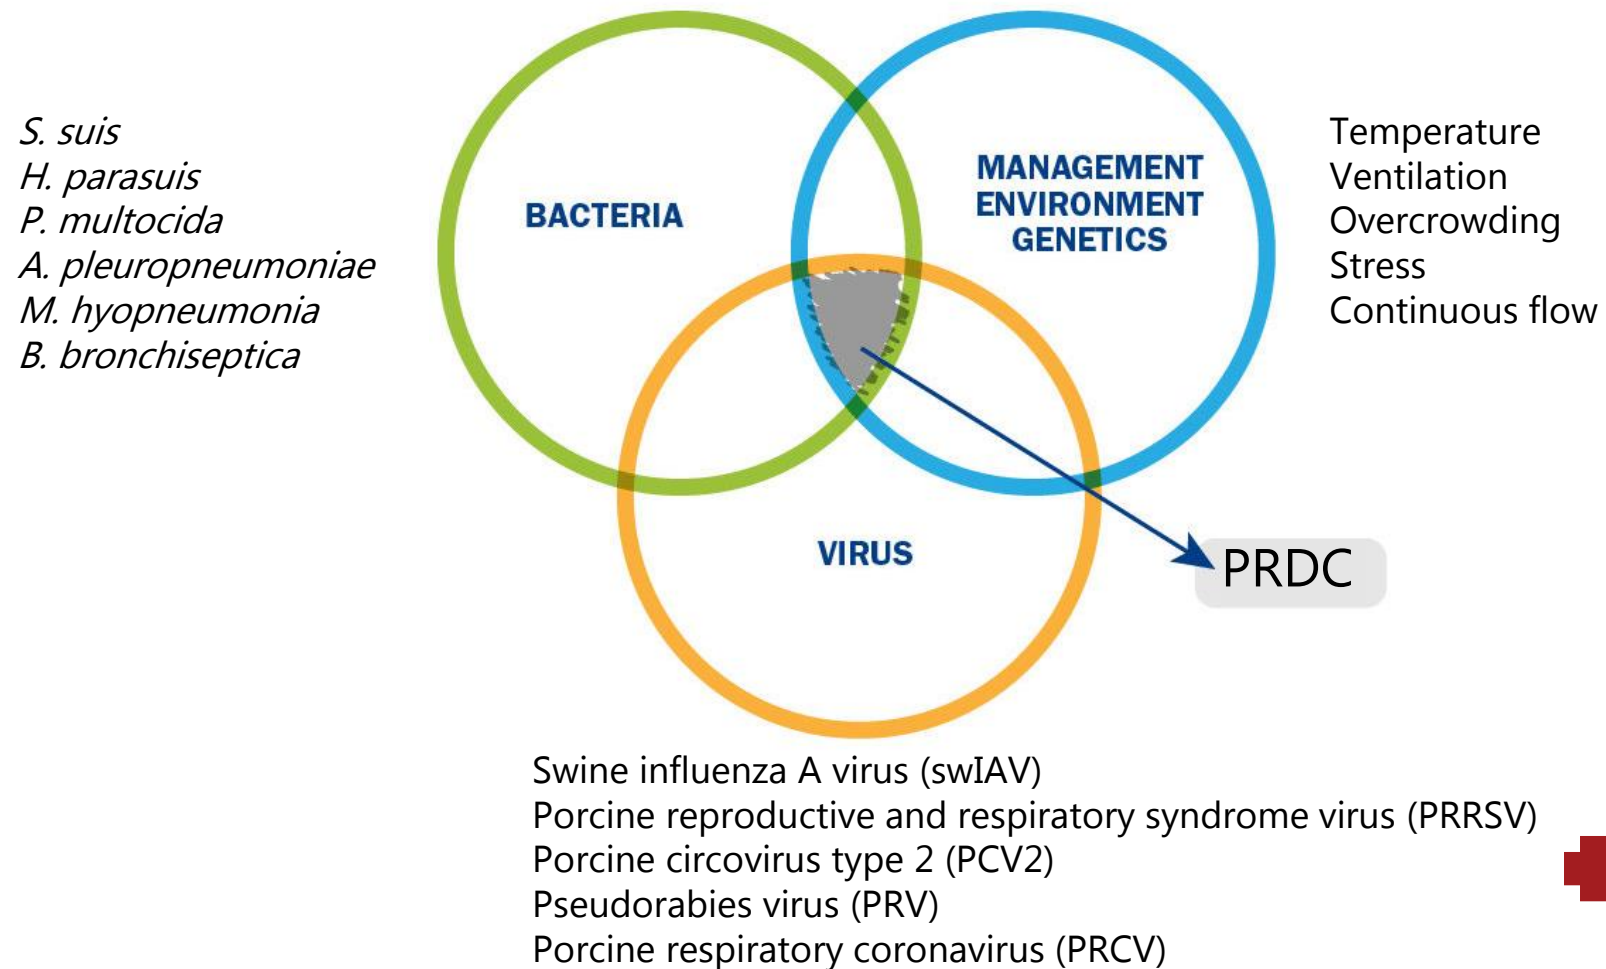 S. suis
H. parasuis
P. multocida
A. pleuropneumoniae
M. hyopneumonia
B. bronchiseptica
BACTERIA
MANAGEMENT
ENVIRONMENT
GENETICS
Temperature
Ventilation
Overcrowding
Stress
Continuous flow
VIRUS
PRDC
Swine influenza A virus (swIAV)
Porcine reproductive and respiratory syndrome virus (PRRSV)
Porcine circovirus type 2 (PCV2)
Pseudorabies virus (PRV)
Porcine respiratory coronavirus (PRCV)